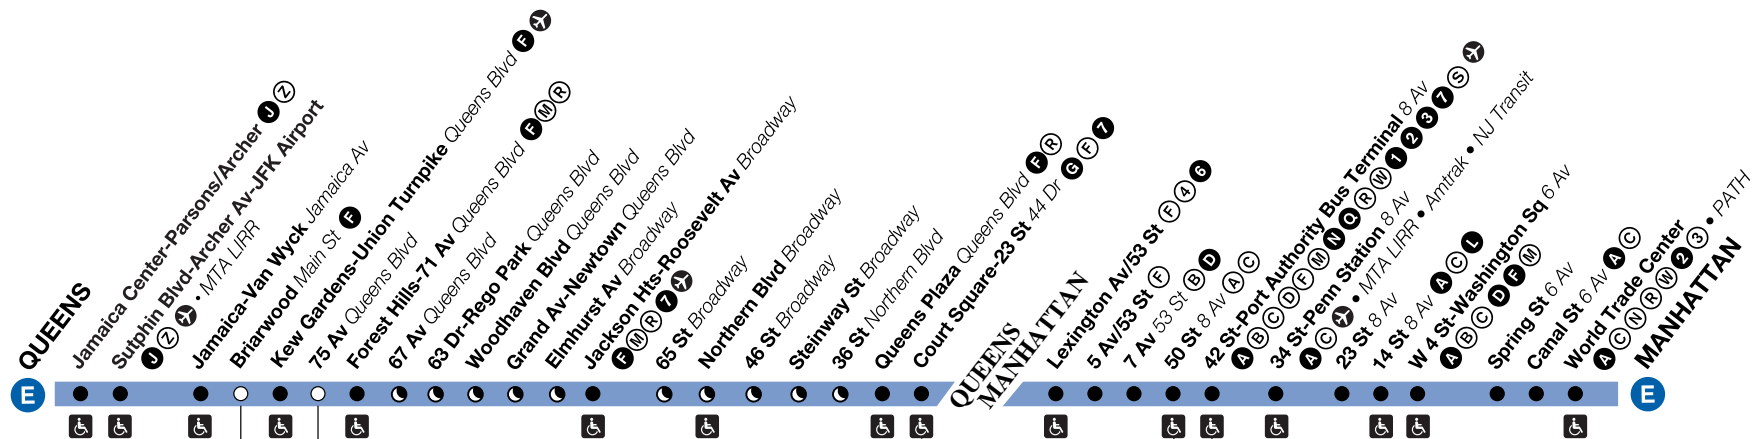 QUEENS
E
Jamaica Center-Parsons/Archer J Z
Sutphin Blvd-Archer Av-JFK Airport
J Z • MTA LIRR
Jamaica-Van Wyck Jamaica Av
Briarwood Main St F
Kew Gardens-Union Turnpike Queens Blvd F
75 Av Queens Blvd
Forest Hills-71 Av Queens Blvd F M R
67 Av Queens Blvd
63 Dr-Rego Park Queens Blvd
Woodhaven Blvd Queens Blvd
Grand Av-Newtown Queens Blvd
Elmhurst Av Broadway
Jackson Hts-Roosevelt Av Broadway
F M R 7
65 St Broadway
Northern Blvd Broadway
46 St Broadway
Steinway St Broadway
36 St Northern Blvd
Queens Plaza Queens Blvd F R
Court Square-23 St 44 Dr G F 7
QUEENS
MANHATTAN
Lexington Av/53 St F 4 6
5 Av/53 St F
7 Av 53 St B D
50 St 8 Av A C
42 St-Port Authority Bus Terminal 8 Av
A B C D F M N Q R W 1 2 3 7 S
34 St-Penn Station 8 Av
A C • MTA LIRR • Amtrak • NJ Transit
23 St 8 Av
14 St 8 Av A C L
W 4 St-Washington Sq 6 Av
A B C D F M
Spring St 6 Av
Canal St 6 Av A C
World Trade Center
A C N R W 2 3 • PATH
MANHATTAN
E